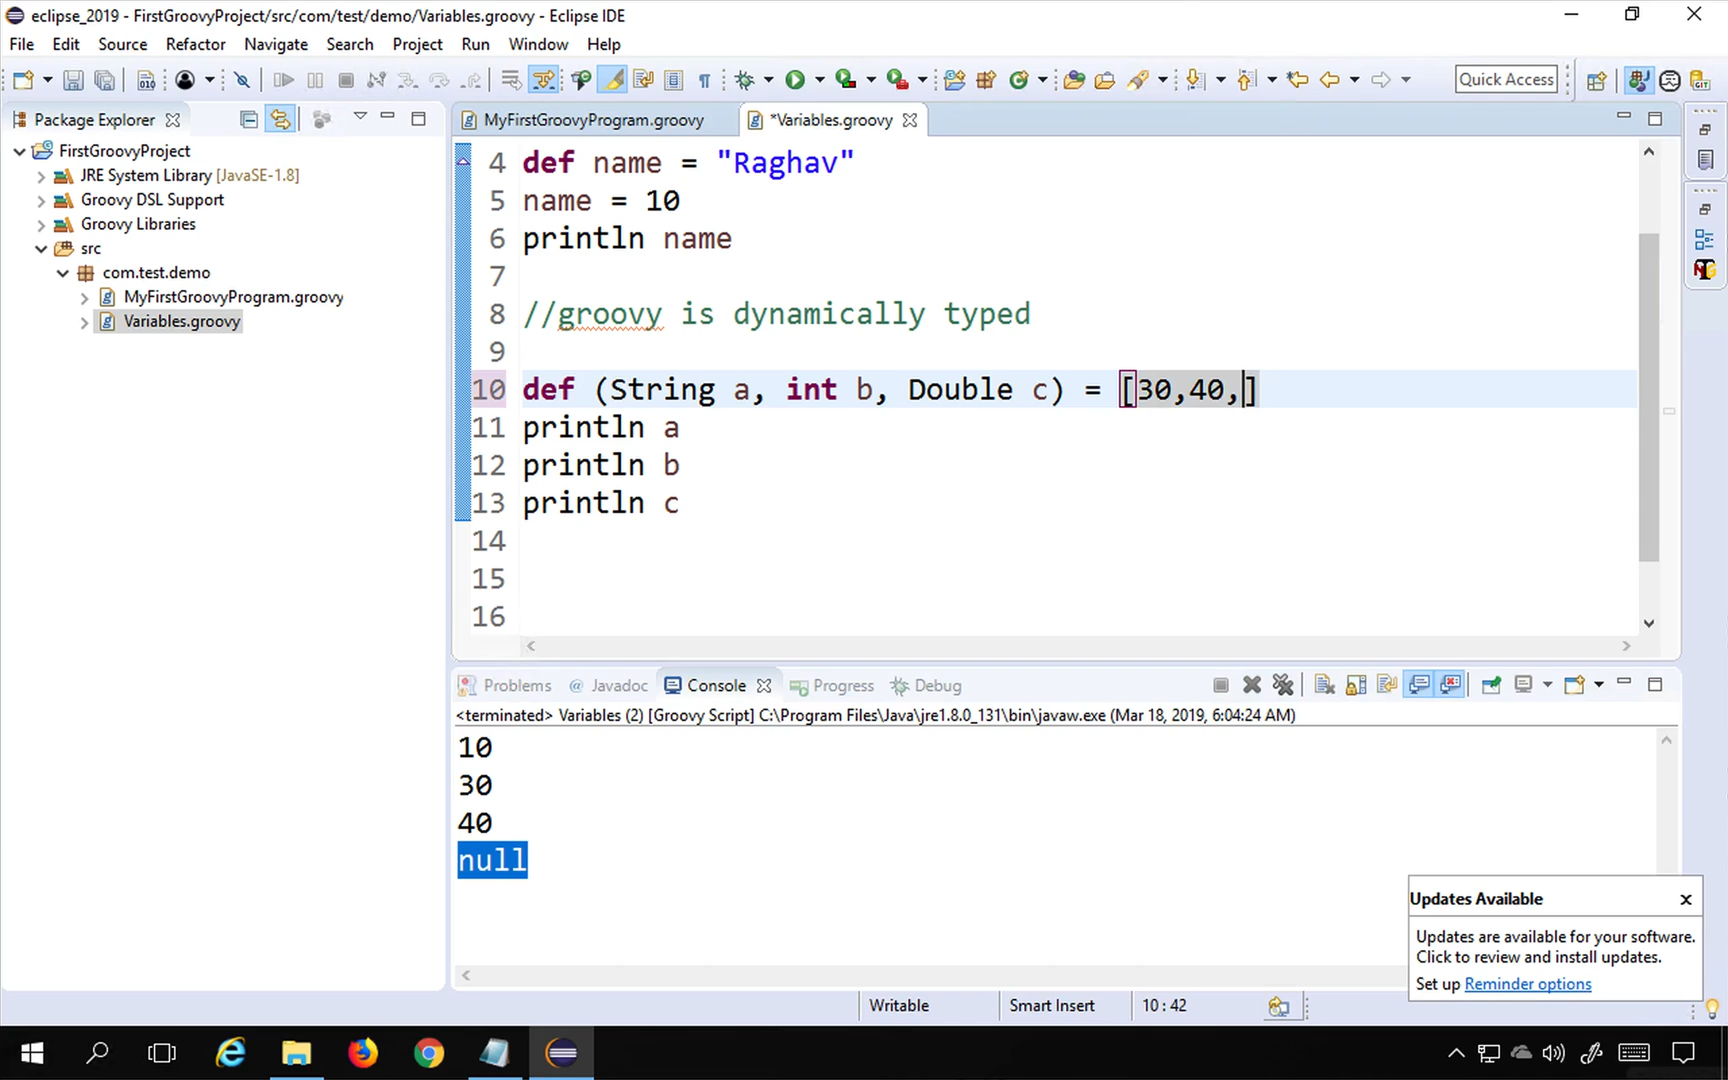 eclipse_2019 - FirstGroovyProject/src/com/test/demo/Variables.groovy - Eclipse IDE
File Edit Source Refactor Navigate Search Project Run Window Help
Quick Access
Package Explorer
FirstGroovyProject
JRE System Library [JavaSE-1.8]
Groovy DSL Support
Groovy Libraries
src
com.test.demo
MyFirstGroovyProgram.groovy
Variables.groovy
MyFirstGroovyProgram.groovy *Variables.groovy
4 def name = "Raghav"
5 name = 10
6 println name
7
8 //groovy is dynamically typed
9
10 def (String a, int b, Double c) = [30,40,]
11 println a
12 println b
13 println c
14
15
16
Problems @ Javadoc Console Progress Debug
<terminated> Variables (2) [Groovy Script] C:\Program Files\Java\jre1.8.0_131\bin\javaw.exe (Mar 18, 2019, 6:04:24 AM)
10
30
40
null
Updates Available
Updates are available for your software.
Click to review and install updates.
Set up Reminder options
Writable Smart Insert 10 : 42